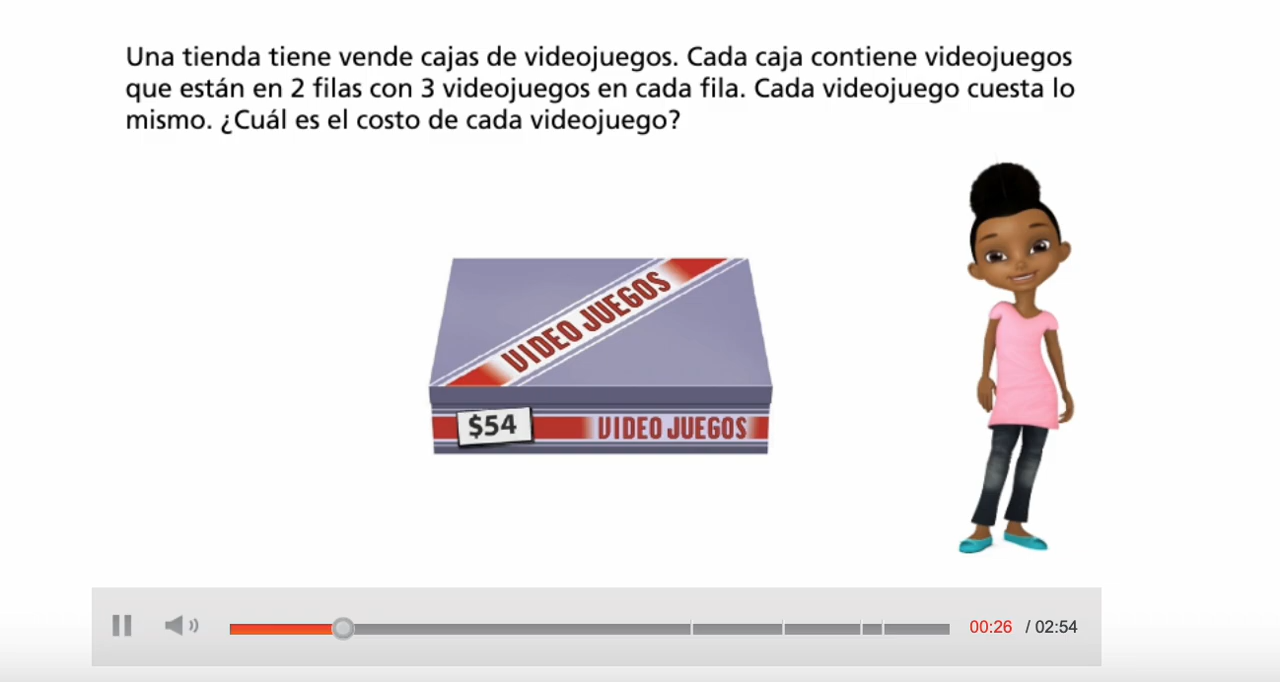 Una tienda tiene vende cajas de videojuegos. Cada caja contiene videojuegos
que están en 2 filas con 3 videojuegos en cada fila. Cada videojuego cuesta lo
mismo. ¿Cuál es el costo de cada videojuego?
VIDEO JUEGOS
$54 VIDEO JUEGOS
00:26 / 02:54